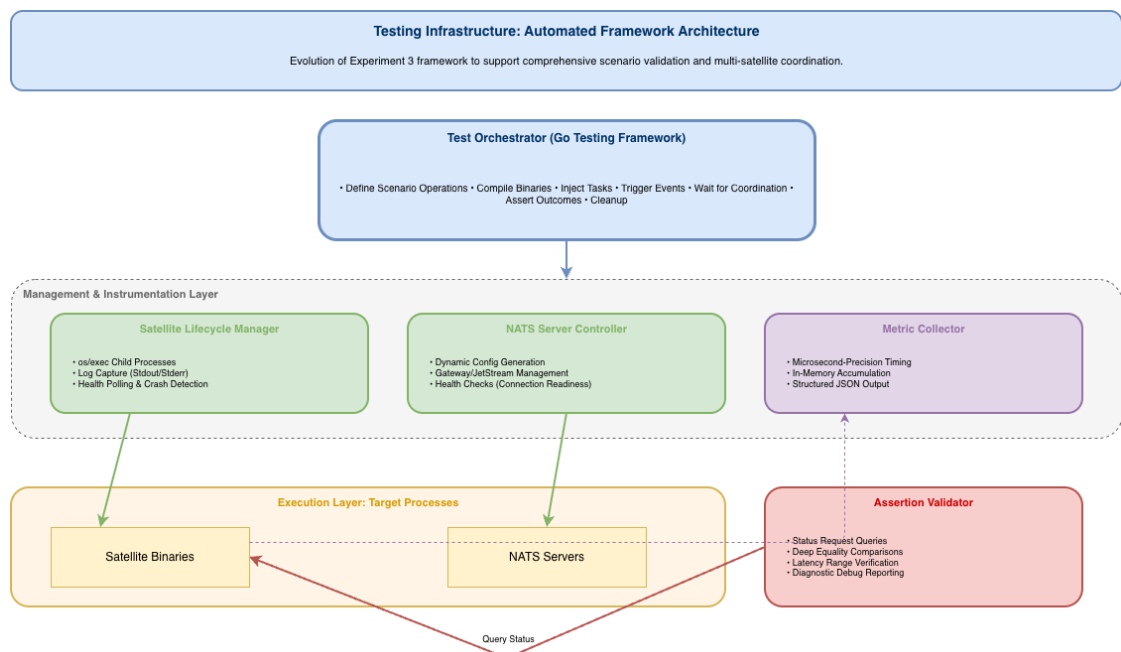 Testing Infrastructure: Automated Framework Architecture
Evolution of Experiment 3 framework to support comprehensive scenario validation and multi-satellite coordination.
Test Orchestrator (Go Testing Framework)
• Define Scenario Operations • Compile Binaries • Inject Tasks • Trigger Events • Wait for Coordination •
Assert Outcomes • Cleanup
Management & Instrumentation Layer
Satellite Lifecycle Manager
• os/exec Child Processes
• Log Capture (Stdout/Stderr)
• Health Polling & Crash Detection
NATS Server Controller
• Dynamic Config Generation
• Gateway/JetStream Management
• Health Checks (Connection Readiness)
Metric Collector
• Microsecond-Precision Timing
• In-Memory Accumulation
• Structured JSON Output
Execution Layer: Target Processes
Satellite Binaries
NATS Servers
Assertion Validator
• Status Request Queries
• Deep Equality Comparisons
• Latency Range Verification
• Diagnostic Debug Reporting
Query Status